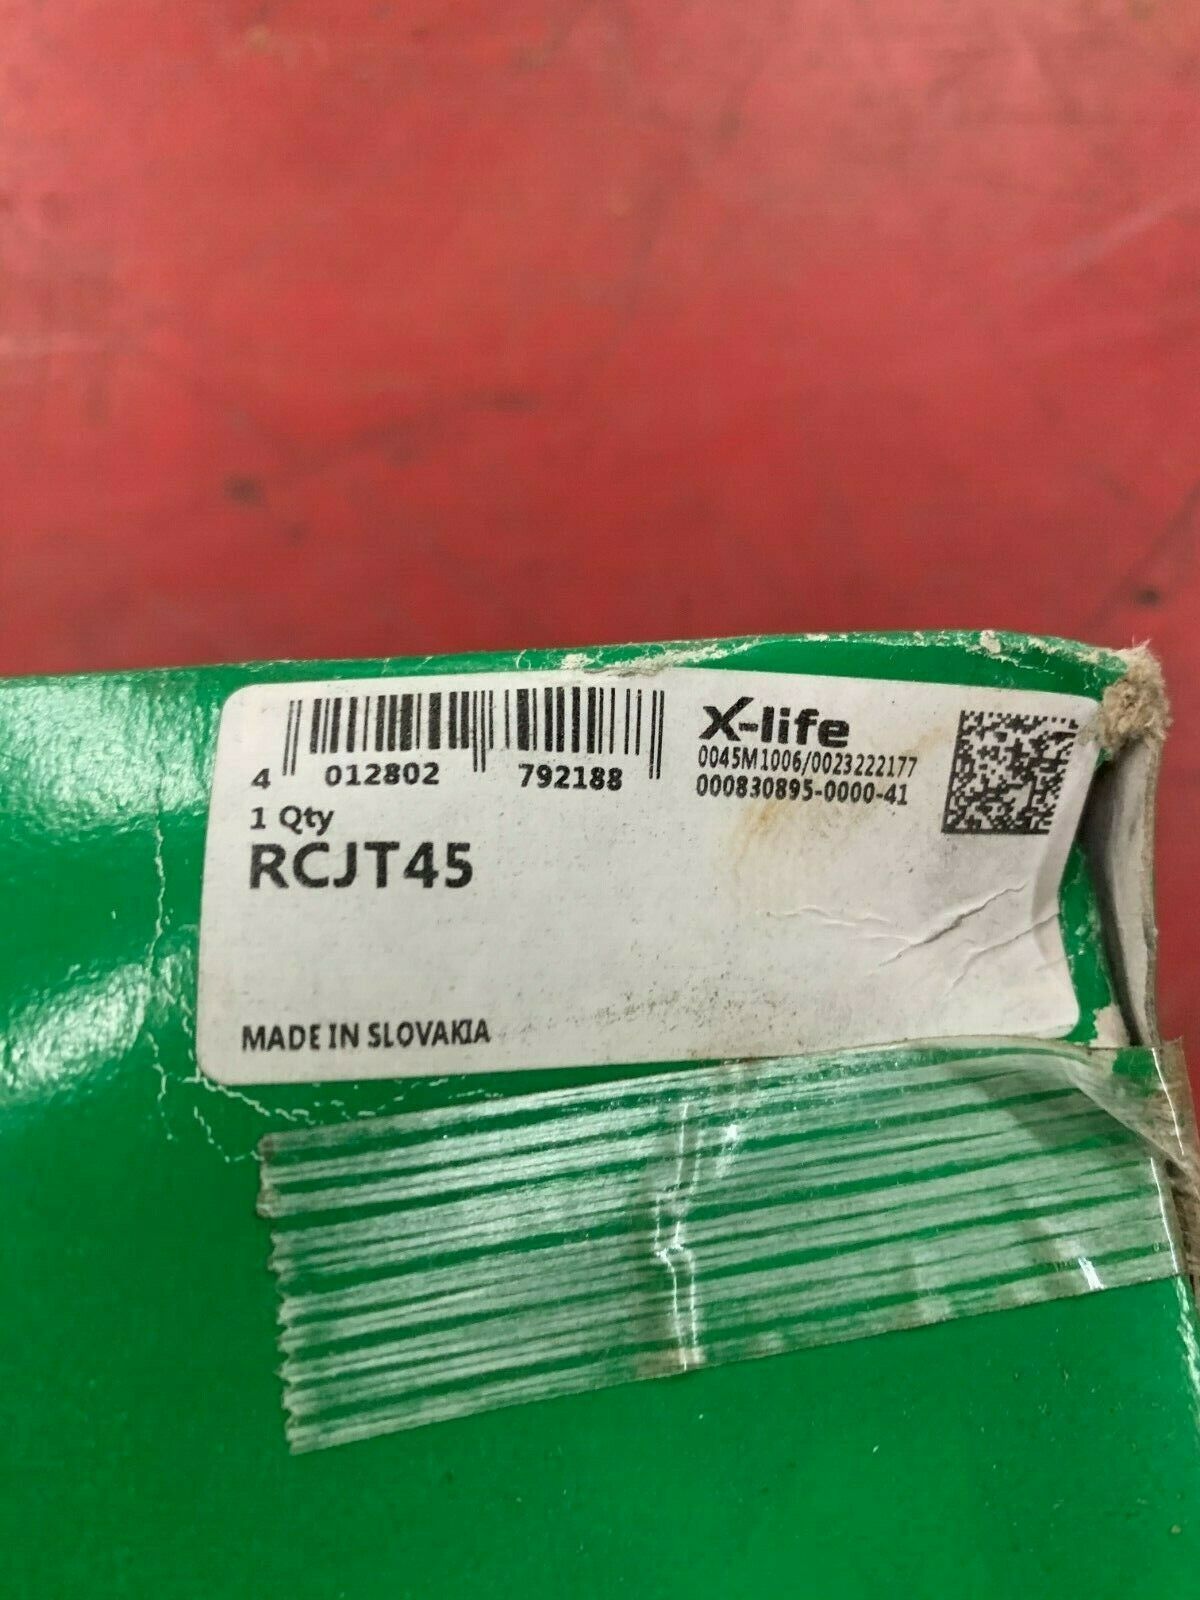 4 012802 792188
X-life
0045M1006/0023222177
000830895-0000-41
1 Qty
RCJT45
MADE IN SLOVAKIA